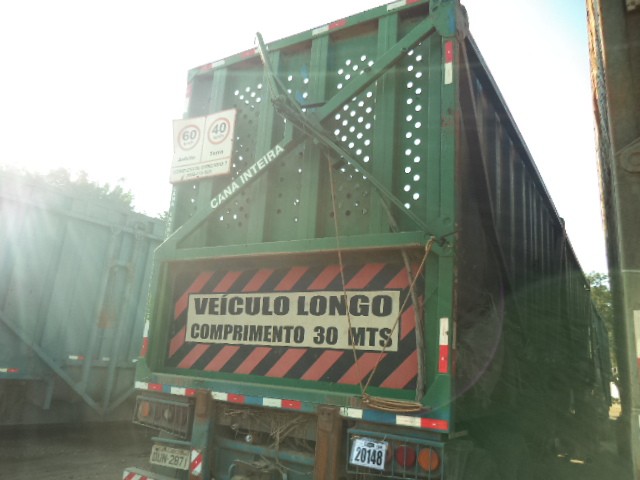 60 40
CANA INTEIRA
VEÍCULO LONGO
COMPRIMENTO 30 MTS
20148